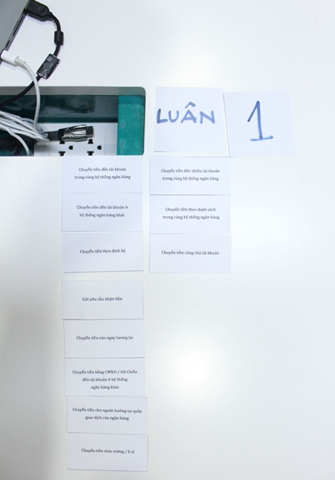 LUÂN 1
Chuyển tiền đến tài khoản
trong cùng hệ thống ngân hàng
Chuyển tiền đến nhiều tài khoản
trong cùng hệ thống ngân hàng
Chuyển tiền đến tài khoản ở
hệ thống ngân hàng khác
Chuyển tiền theo danh sách
trong cùng hệ thống ngân hàng
Chuyển tiền theo định kỳ
Chuyển tiền cùng chủ tài khoản
Gửi yêu cầu nhận tiền
Chuyển tiền vào ngày tương lai
Chuyển tiền bằng CMND / Hộ Chiếu
đến tài khoản ở hệ thống
ngân hàng khác
Chuyển tiền cho người hưởng tại quầy
giao dịch của ngân hàng
Chuyển tiền chúc mừng / lì xì